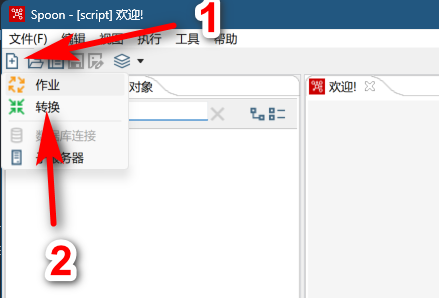 Spoon - [script] 欢迎!
1
文件(F) 编辑 视图 执行 工具 帮助
对象
欢迎!
作业
转换
数据库连接
服务器
2